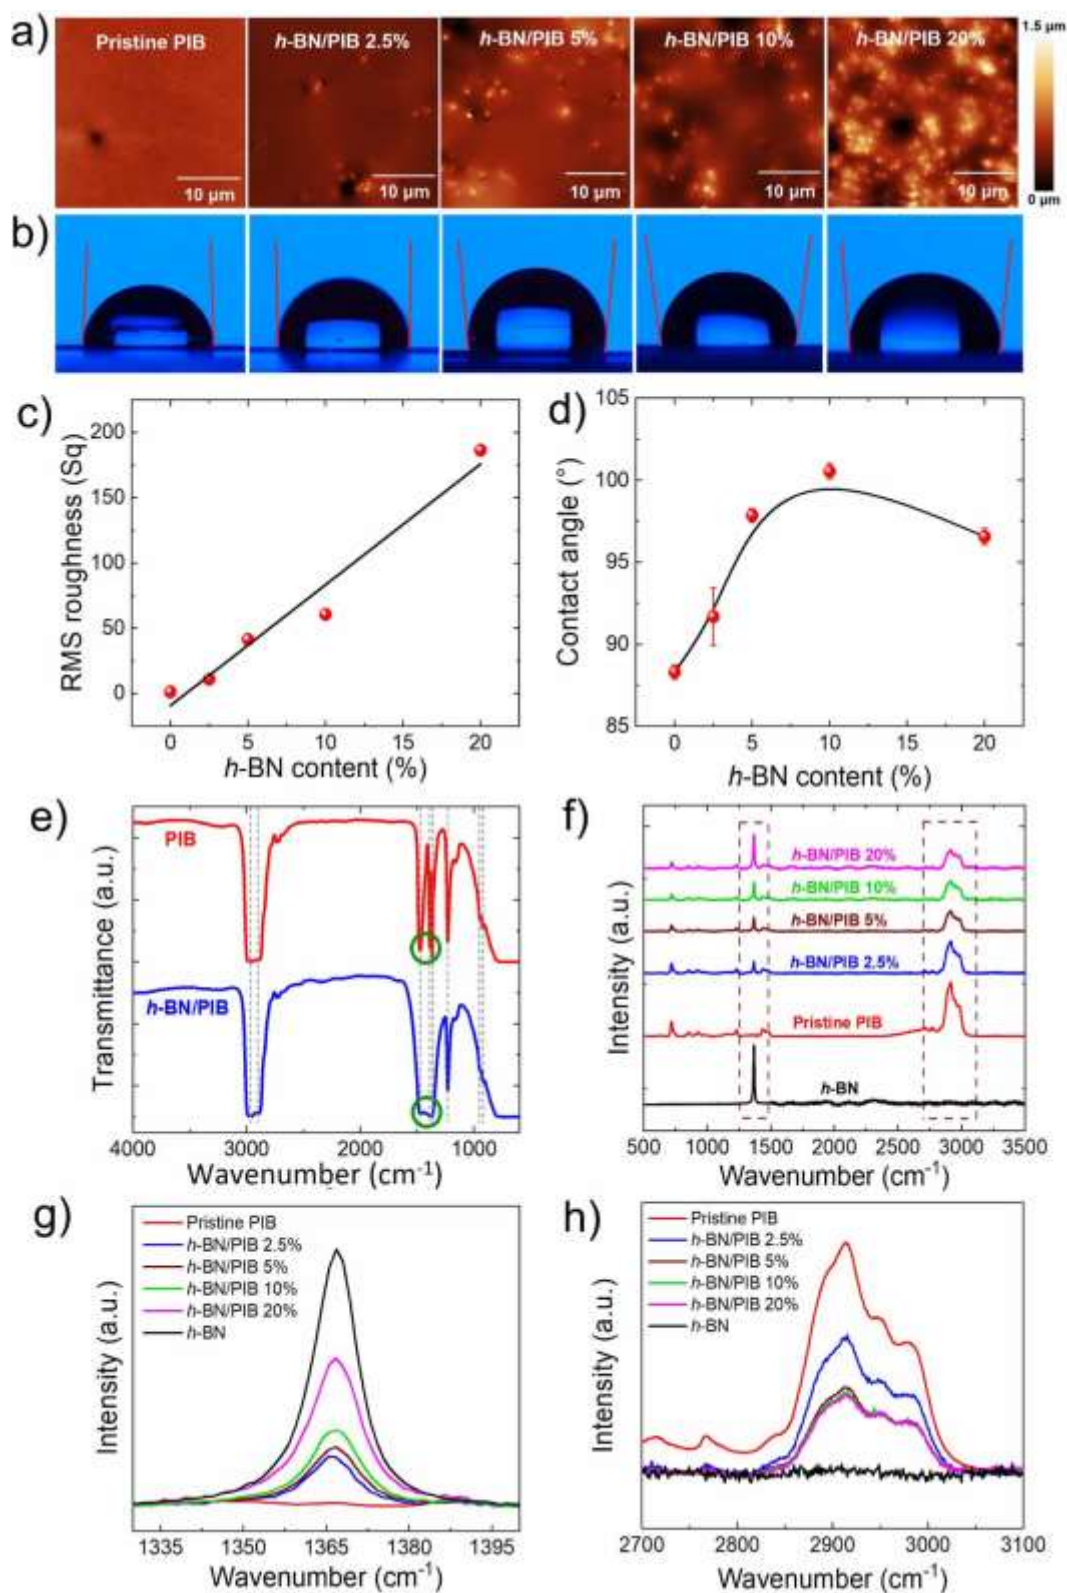 a)
Pristine PIB
h-BN/PIB 2.5%
h-BN/PIB 5%
h-BN/PIB 10%
h-BN/PIB 20%
1.5 µm
10 µm
10 µm
10 µm
10 µm
10 µm
0 µm
b)
c)
RMS roughness (Sq)
200
150
100
50
0
0
5
10
15
20
h-BN content (%)
d)
Contact angle (°)
105
100
95
90
85
0
5
10
15
20
h-BN content (%)
e)
PIB
h-BN/PIB
Transmittance (a.u.)
4000
3000
2000
1000
Wavenumber (cm⁻¹)
f)
h-BN/PIB 20%
h-BN/PIB 10%
h-BN/PIB 5%
h-BN/PIB 2.5%
Pristine PIB
h-BN
Intensity (a.u.)
500
1000
1500
2000
2500
3000
3500
Wavenumber (cm⁻¹)
g)
Pristine PIB
h-BN/PIB 2.5%
h-BN/PIB 5%
h-BN/PIB 10%
h-BN/PIB 20%
h-BN
Intensity (a.u.)
1335
1350
1365
1380
1395
Wavenumber (cm⁻¹)
h)
Pristine PIB
h-BN/PIB 2.5%
h-BN/PIB 5%
h-BN/PIB 10%
h-BN/PIB 20%
h-BN
Intensity (a.u.)
2700
2800
2900
3000
3100
Wavenumber (cm⁻¹)